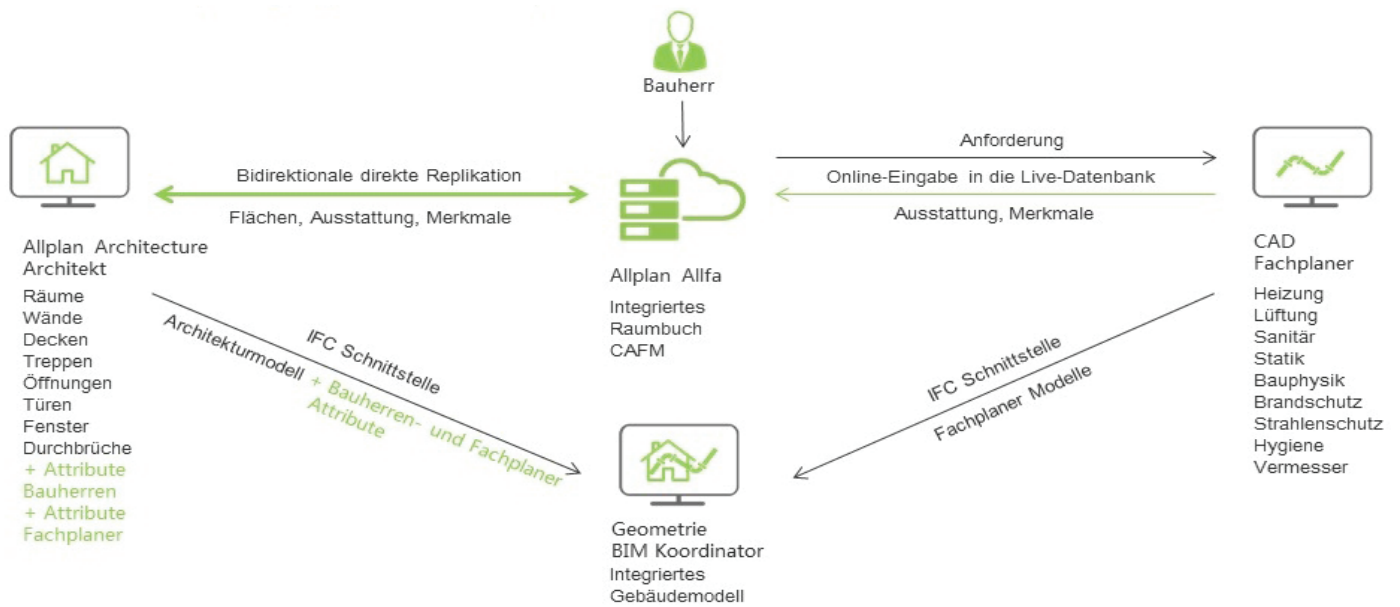 Bauherr
Anforderung
Bidirektionale direkte Replikation
Online-Eingabe in die Live-Datenbank
Flächen, Ausstattung, Merkmale
Ausstattung, Merkmale
Allplan Architecture
Architekt
Räume
Wände
Decken
Treppen
Öffnungen
Türen
Fenster
Durchbrüche
+ Attribute
Bauherren
+ Attribute
Fachplaner
Allplan Allfa
Integriertes
Raumbuch
CAFM
CAD
Fachplaner
Heizung
Lüftung
Sanitär
Statik
Bauphysik
Brandschutz
Strahlenschutz
Hygiene
Vermesser
IFC Schnittstelle
Architekturmodell + Bauherren- und Fachplaner
Attribute
IFC Schnittstelle
Fachplaner Modelle
Geometrie
BIM Koordinator
Integriertes
Gebäudemodell